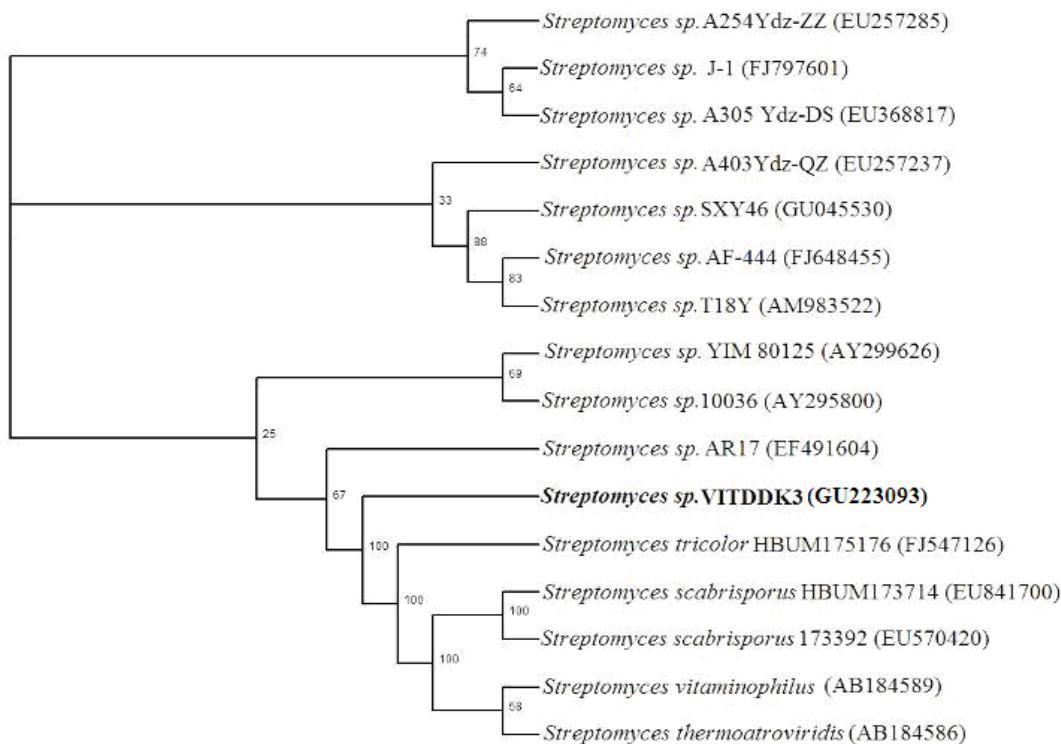 Streptomyces sp. A254Ydz-ZZ (EU257285)
74
Streptomyces sp. J-1 (FJ797601)
64
Streptomyces sp. A305 Ydz-DS (EU368817)
Streptomyces sp. A403Ydz-QZ (EU257237)
33
Streptomyces sp. SXY46 (GU045530)
88
Streptomyces sp. AF-444 (FJ648455)
83
Streptomyces sp. T18Y (AM983522)
Streptomyces sp. YIM 80125 (AY299626)
69
Streptomyces sp.10036 (AY295800)
25
Streptomyces sp. AR17 (EF491604)
67
Streptomyces sp. VITDDK3 (GU223093)
100
Streptomyces tricolor HBUM175176 (FJ547126)
100
Streptomyces scabrisporus HBUM173714 (EU841700)
100
Streptomyces scabrisporus 173392 (EU570420)
100
Streptomyces vitaminophilus (AB184589)
58
Streptomyces thermoatroviridis (AB184586)